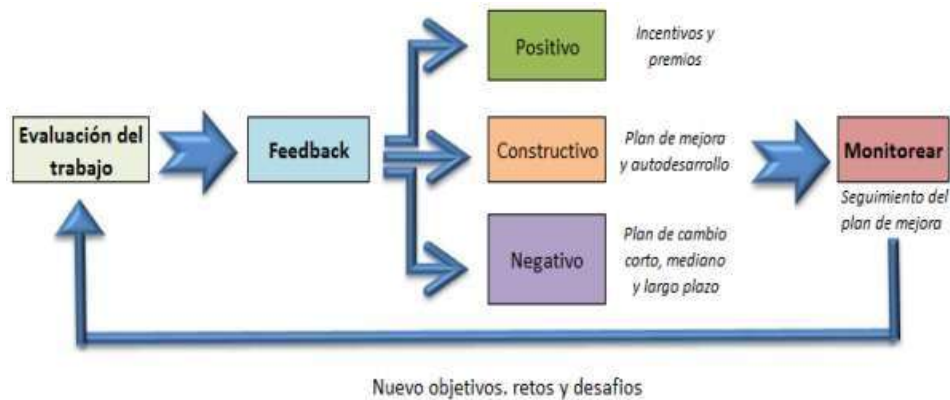 Positivo
Incentivos y
premios
Evaluación del
trabajo
Feedback
Constructivo
Plan de mejora
y autodesarrollo
Monitorear
Seguimiento del
plan de mejora
Negativo
Plan de cambio
corto, mediano
y largo plazo
Nuevo objetivos. retos y desafios